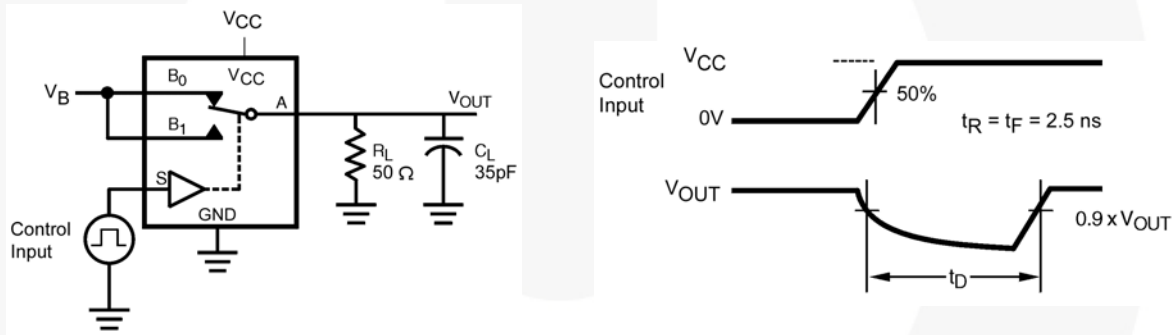 VCC
VCC
B0
VB
A
VOUT
B1
RL
50 Ω
CL
35pF
S
GND
Control
Input
VCC
Control
Input
50%
0V
tR = tF = 2.5 ns
VOUT
0.9 x VOUT
tD